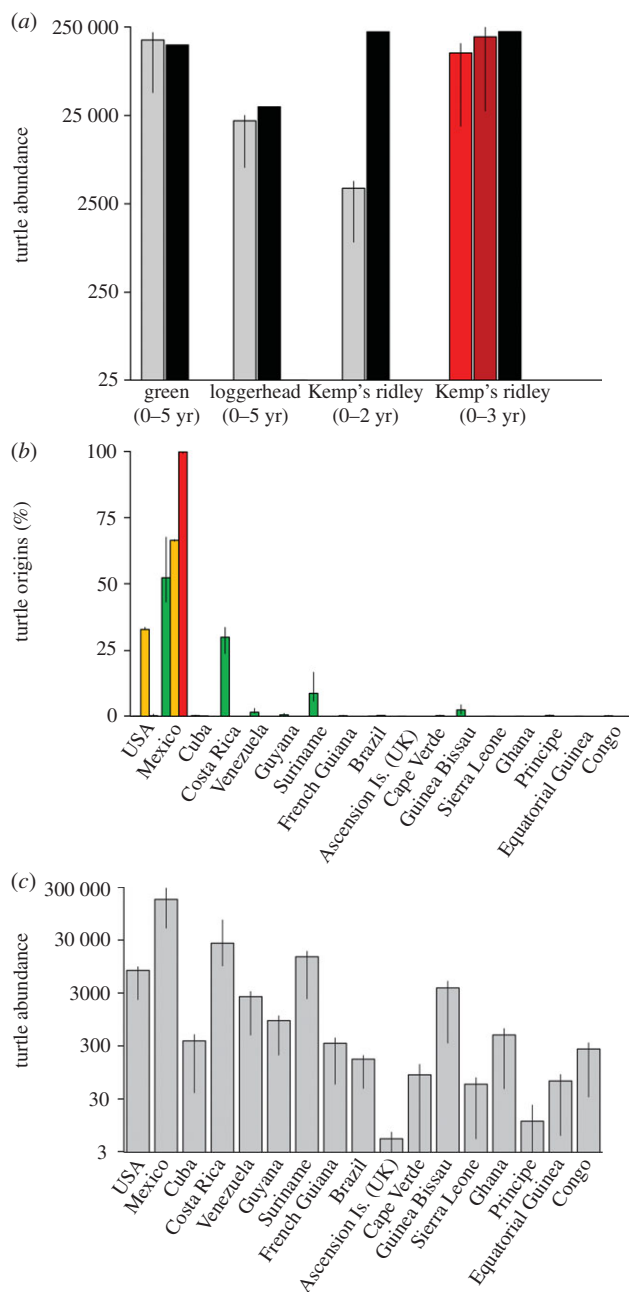 (a)
250 000
25 000
2500
250
25
turtle abundance
green
(0–5 yr)
loggerhead
(0–5 yr)
Kemp's ridley
(0–2 yr)
Kemp's ridley
(0–3 yr)
(b)
100
75
50
25
0
turtle origins (%)
USA
Mexico
Cuba
Costa Rica
Venezuela
Guyana
Suriname
French Guiana
Brazil
Ascension Is. (UK)
Cape Verde
Guinea Bissau
Sierra Leone
Ghana
Principe
Equatorial Guinea
Congo
(c)
300 000
30 000
3000
300
30
3
turtle abundance
USA
Mexico
Cuba
Costa Rica
Venezuela
Guyana
Suriname
French Guiana
Brazil
Ascension Is. (UK)
Cape Verde
Guinea Bissau
Sierra Leone
Ghana
Principe
Equatorial Guinea
Congo